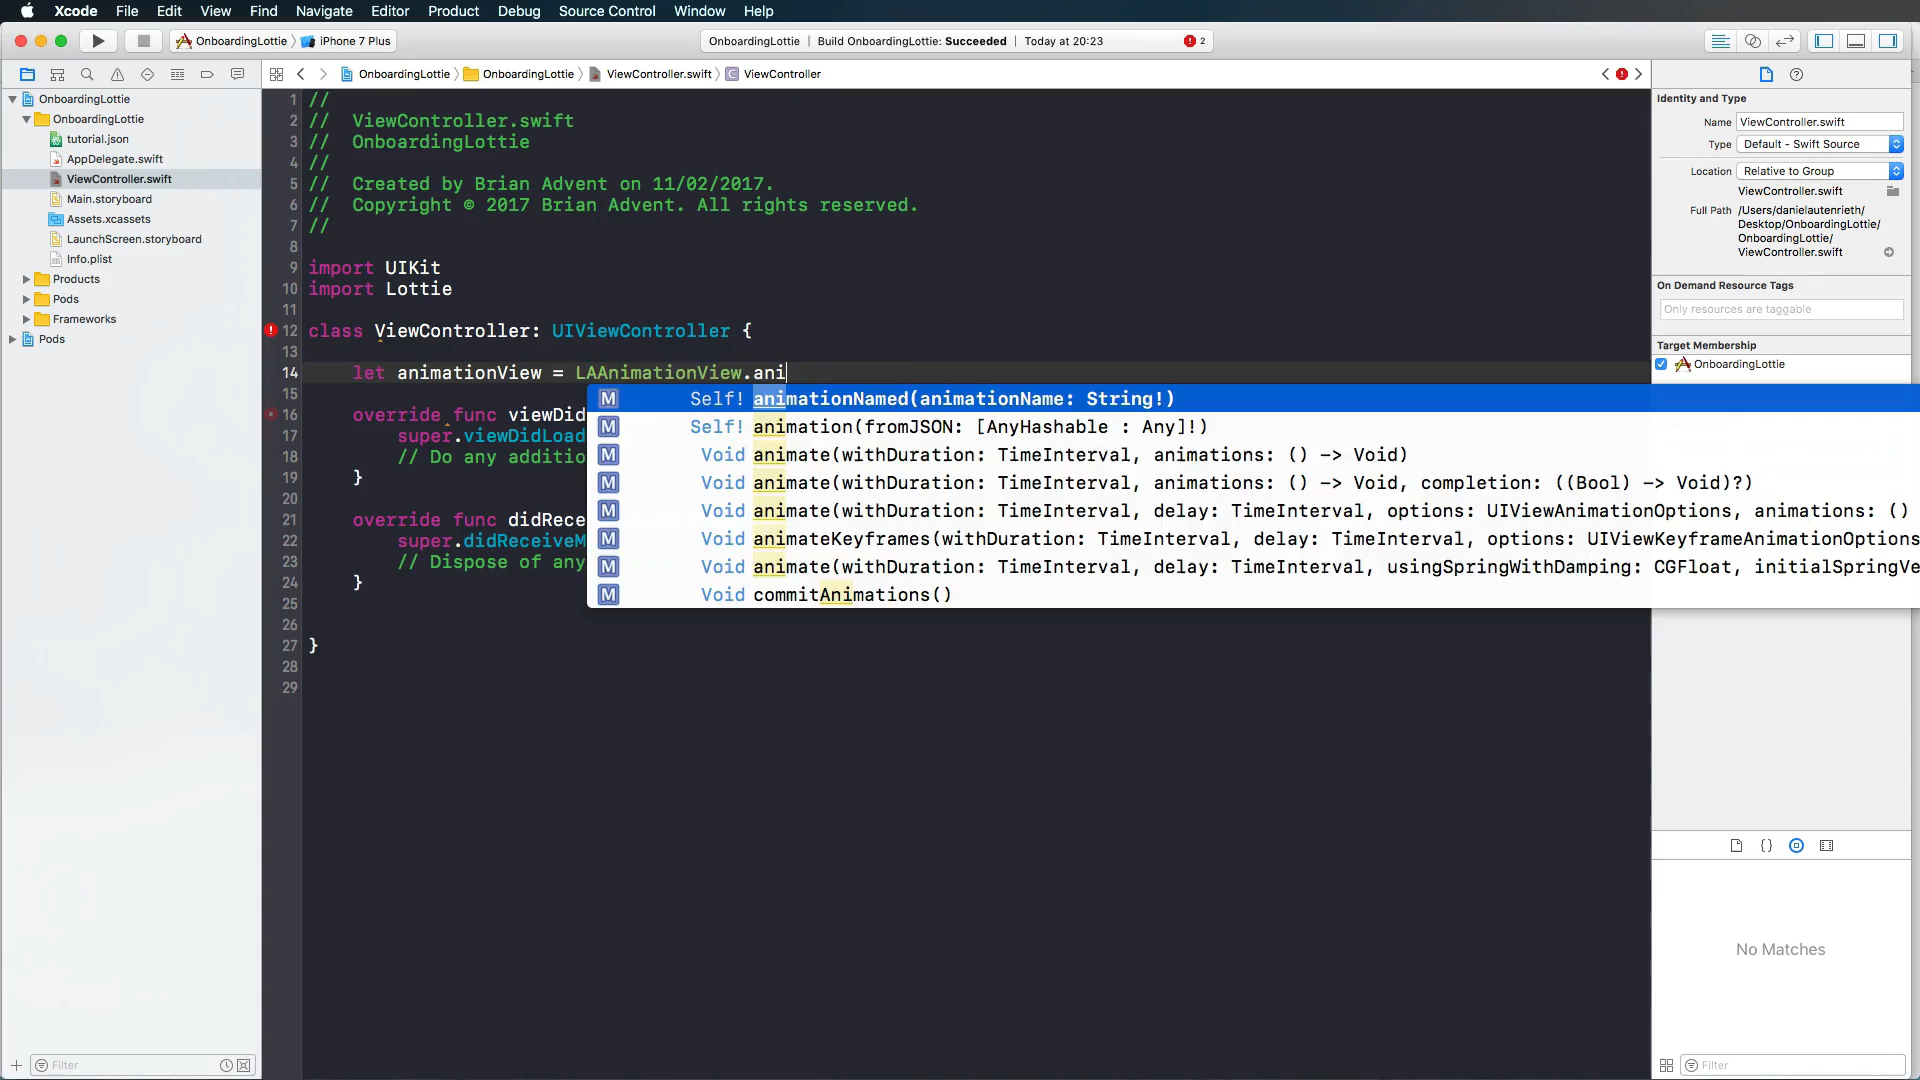 Xcode File Edit View Find Navigate Editor Product Debug Source Control Window Help
OnboardingLottie iPhone 7 Plus OnboardingLottie | Build OnboardingLottie: Succeeded | Today at 20:23 2
OnboardingLottie OnboardingLottie ViewController.swift C ViewController
OnboardingLottie
OnboardingLottie
tutorial.json
AppDelegate.swift
ViewController.swift
Main.storyboard
Assets.xcassets
LaunchScreen.storyboard
Info.plist
Products
Pods
Frameworks
Pods
Filter
1 //
2 // ViewController.swift
3 // OnboardingLottie
4 //
5 // Created by Brian Advent on 11/02/2017.
6 // Copyright © 2017 Brian Advent. All rights reserved.
7 //
8
9 import UIKit
10 import Lottie
11
12 class ViewController: UIViewController {
13
14 let animationView = LAAnimationView.ani
15
16 override func viewDid
17 super.viewDidLoad
18 // Do any addition
19 }
20
21 override func didRece
22 super.didReceiveM
23 // Dispose of any
24 }
25
26
27 }
28
29
M Self! animationNamed(animationName: String!)
M Self! animation(fromJSON: [AnyHashable : Any]!)
M Void animate(withDuration: TimeInterval, animations: () -> Void)
M Void animate(withDuration: TimeInterval, animations: () -> Void, completion: ((Bool) -> Void)?)
M Void animate(withDuration: TimeInterval, delay: TimeInterval, options: UIViewAnimationOptions, animations: ()
M Void animateKeyframes(withDuration: TimeInterval, delay: TimeInterval, options: UIViewKeyframeAnimationOptions
M Void animate(withDuration: TimeInterval, delay: TimeInterval, usingSpringWithDamping: CGFloat, initialSpringVe
M Void commitAnimations()
Identity and Type
Name ViewController.swift
Type Default - Swift Source
Location Relative to Group
ViewController.swift
Full Path /Users/danielautenrieth/
Desktop/OnboardingLottie/
OnboardingLottie/
ViewController.swift
On Demand Resource Tags
Only resources are taggable
Target Membership
OnboardingLottie
No Matches
Filter